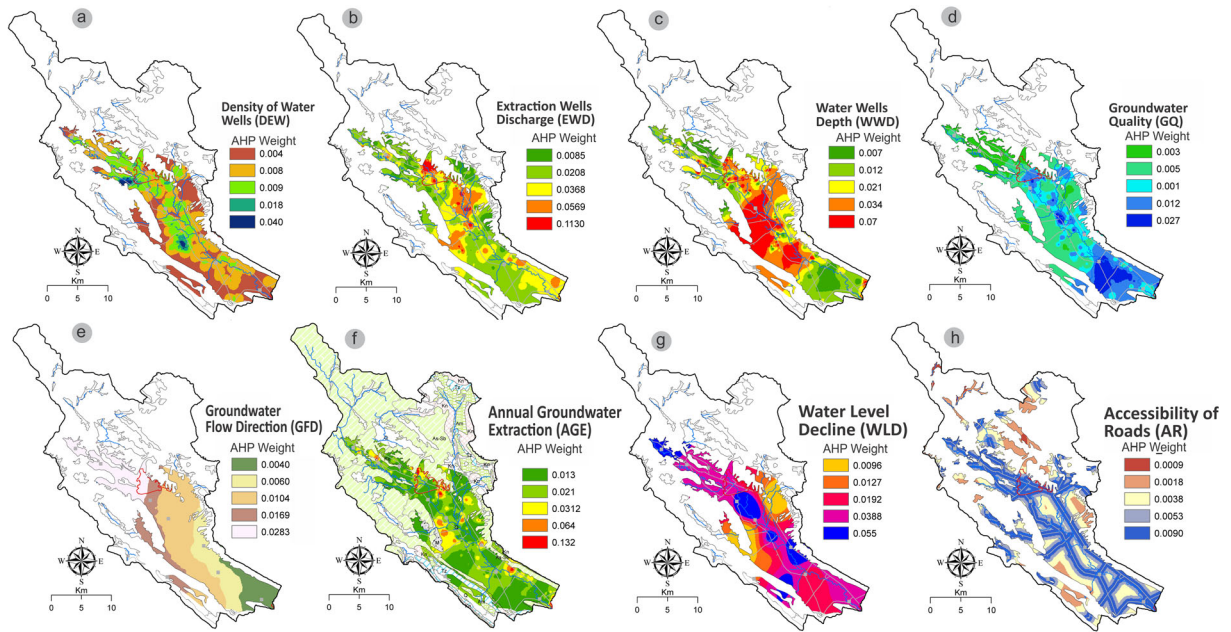 a
Density of Water
Wells (DEW)
AHP Weight
0.004
0.008
0.009
0.018
0.040
N
W E
S
Km
0 5 10
b
Extraction Wells
Discharge (EWD)
AHP Weight
0.0085
0.0208
0.0368
0.0569
0.1130
N
W E
S
Km
0 5 10
c
Water Wells
Depth (WWD)
AHP Weight
0.007
0.012
0.021
0.034
0.07
N
W E
S
Km
0 5 10
d
Groundwater
Quality (GQ)
AHP Weight
0.003
0.005
0.001
0.012
0.027
N
W E
S
Km
0 5 10
e
Groundwater
Flow Direction (GFD)
AHP Weight
0.0040
0.0060
0.0104
0.0169
0.0283
N
W E
S
Km
0 5 10
f
Annual Groundwater
Extraction (AGE)
AHP Weight
0.013
0.021
0.0312
0.064
0.132
As-Sb
N
W E
S
Km
0 5 10
g
Water Level
Decline (WLD)
AHP Weight
0.0096
0.0127
0.0192
0.0388
0.055
N
W E
S
Km
0 5 10
h
Accessibility of
Roads (AR)
AHP Weight
0.0009
0.0018
0.0038
0.0053
0.0090
N
W E
S
Km
0 5 10